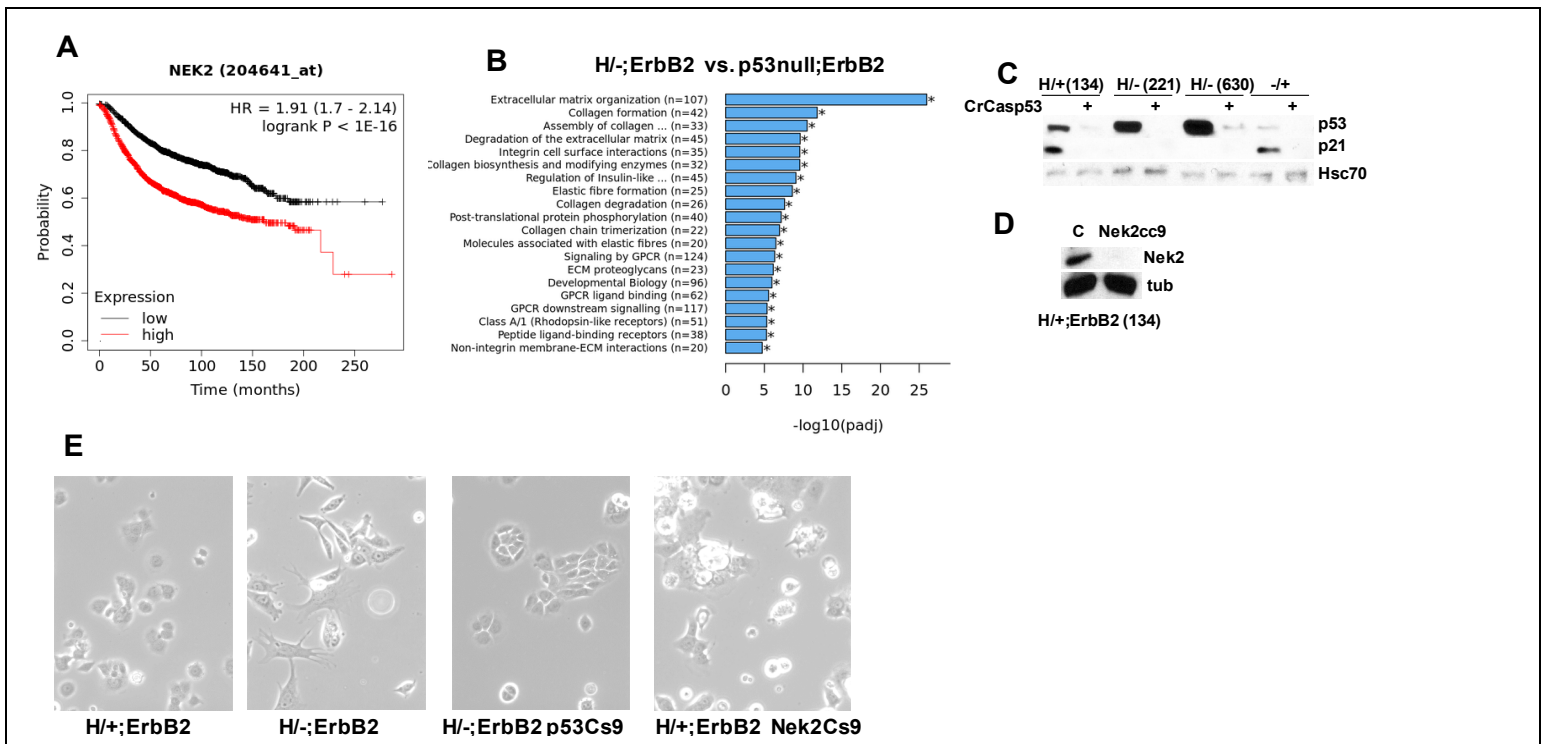 A
NEK2 (204641_at)
HR = 1.91 (1.7 - 2.14)
logrank P < 1E-16
Probability
1.0
0.8
0.6
0.4
0.2
0.0
Expression
low
high
0 50 100 150 200 250
Time (months)
B
H/-;ErbB2 vs. p53null;ErbB2
Extracellular matrix organization (n=107) *
Collagen formation (n=42) *
Assembly of collagen ... (n=33) *
Degradation of the extracellular matrix (n=45) *
Integrin cell surface interactions (n=35) *
Collagen biosynthesis and modifying enzymes (n=32) *
Regulation of Insulin-like ... (n=45) *
Elastic fibre formation (n=25) *
Collagen degradation (n=26) *
Post-translational protein phosphorylation (n=40) *
Collagen chain trimerization (n=22) *
Molecules associated with elastic fibres (n=20) *
Signaling by GPCR (n=124) *
ECM proteoglycans (n=23) *
Developmental Biology (n=96) *
GPCR ligand binding (n=62) *
GPCR downstream signalling (n=117) *
Class A/1 (Rhodopsin-like receptors) (n=51) *
Peptide ligand-binding receptors (n=38) *
Non-integrin membrane-ECM interactions (n=20) *
0 5 10 15 20 25
-log10(padj)
C
H/+(134) H/- (221) H/- (630) -/+
CrCasp53 + + + +
p53
p21
Hsc70
D
C Nek2cc9
Nek2
tub
H/+;ErbB2 (134)
E
H/+;ErbB2
H/-;ErbB2
H/-;ErbB2 p53Cs9
H/+;ErbB2 Nek2Cs9